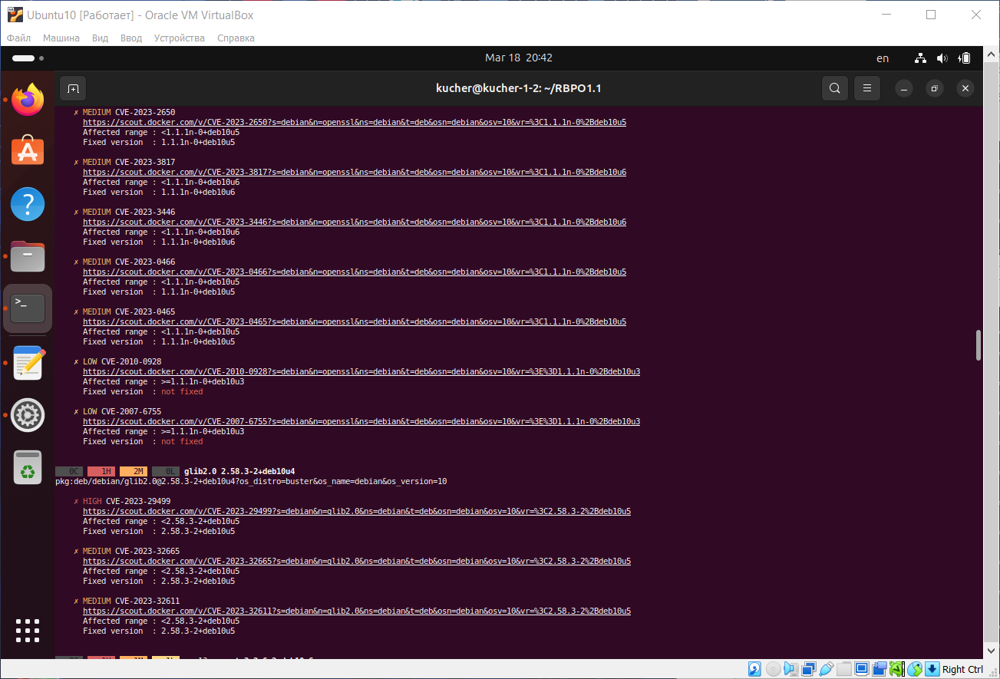 Ubuntu10 [Работает] - Oracle VM VirtualBox
Файл Машина Вид Ввод Устройства Справка
Mar 18 20:42
en
kucher@kucher-1-2: ~/RBPO1.1
✗ MEDIUM CVE-2023-2650
https://scout.docker.com/v/CVE-2023-2650?s=debian&n=openssl&ns=debian&t=deb&osn=debian&osv=10&vr=%3C1.1.1n-0%2Bdeb10u5
Affected range : <1.1.1n-0+deb10u5
Fixed version : 1.1.1n-0+deb10u5
✗ MEDIUM CVE-2023-3817
https://scout.docker.com/v/CVE-2023-3817?s=debian&n=openssl&ns=debian&t=deb&osn=debian&osv=10&vr=%3C1.1.1n-0%2Bdeb10u6
Affected range : <1.1.1n-0+deb10u6
Fixed version : 1.1.1n-0+deb10u6
✗ MEDIUM CVE-2023-3446
https://scout.docker.com/v/CVE-2023-3446?s=debian&n=openssl&ns=debian&t=deb&osn=debian&osv=10&vr=%3C1.1.1n-0%2Bdeb10u6
Affected range : <1.1.1n-0+deb10u6
Fixed version : 1.1.1n-0+deb10u6
✗ MEDIUM CVE-2023-0466
https://scout.docker.com/v/CVE-2023-0466?s=debian&n=openssl&ns=debian&t=deb&osn=debian&osv=10&vr=%3C1.1.1n-0%2Bdeb10u5
Affected range : <1.1.1n-0+deb10u5
Fixed version : 1.1.1n-0+deb10u5
✗ MEDIUM CVE-2023-0465
https://scout.docker.com/v/CVE-2023-0465?s=debian&n=openssl&ns=debian&t=deb&osn=debian&osv=10&vr=%3C1.1.1n-0%2Bdeb10u5
Affected range : <1.1.1n-0+deb10u5
Fixed version : 1.1.1n-0+deb10u5
✗ LOW CVE-2010-0928
https://scout.docker.com/v/CVE-2010-0928?s=debian&n=openssl&ns=debian&t=deb&osn=debian&osv=10&vr=%3E%3D1.1.1n-0%2Bdeb10u3
Affected range : >=1.1.1n-0+deb10u3
Fixed version : not fixed
✗ LOW CVE-2007-6755
https://scout.docker.com/v/CVE-2007-6755?s=debian&n=openssl&ns=debian&t=deb&osn=debian&osv=10&vr=%3E%3D1.1.1n-0%2Bdeb10u3
Affected range : >=1.1.1n-0+deb10u3
Fixed version : not fixed
0C 1H 2M 0L glib2.0 2.58.3-2+deb10u4
pkg:deb/debian/glib2.0@2.58.3-2+deb10u4?os_distro=buster&os_name=debian&os_version=10
✗ HIGH CVE-2023-29499
https://scout.docker.com/v/CVE-2023-29499?s=debian&n=glib2.0&ns=debian&t=deb&osn=debian&osv=10&vr=%3C2.58.3-2%2Bdeb10u5
Affected range : <2.58.3-2+deb10u5
Fixed version : 2.58.3-2+deb10u5
✗ MEDIUM CVE-2023-32665
https://scout.docker.com/v/CVE-2023-32665?s=debian&n=glib2.0&ns=debian&t=deb&osn=debian&osv=10&vr=%3C2.58.3-2%2Bdeb10u5
Affected range : <2.58.3-2+deb10u5
Fixed version : 2.58.3-2+deb10u5
✗ MEDIUM CVE-2023-32611
https://scout.docker.com/v/CVE-2023-32611?s=debian&n=glib2.0&ns=debian&t=deb&osn=debian&osv=10&vr=%3C2.58.3-2%2Bdeb10u5
Affected range : <2.58.3-2+deb10u5
Fixed version : 2.58.3-2+deb10u5
Right Ctrl